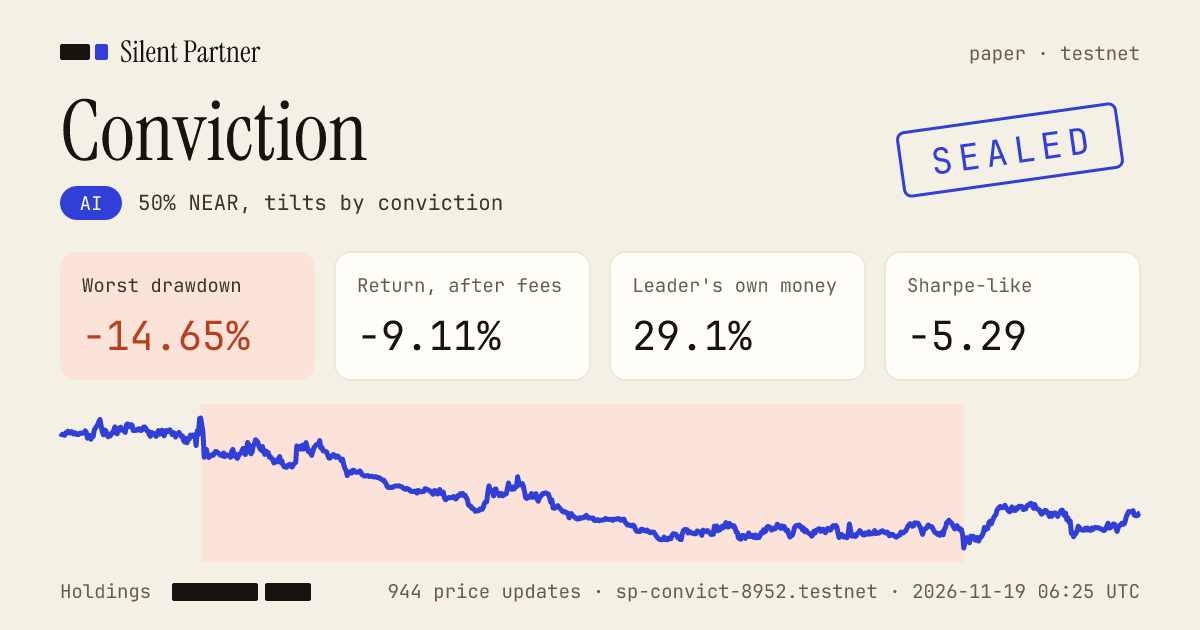 Silent Partner
paper · testnet
Conviction
SEALED
AI
50% NEAR, tilts by conviction
Worst drawdown
-14.65%
Return, after fees
-9.11%
Leader's own money
29.1%
Sharpe-like
-5.29
Holdings
944 price updates · sp-convict-8952.testnet · 2026-11-19 06:25 UTC